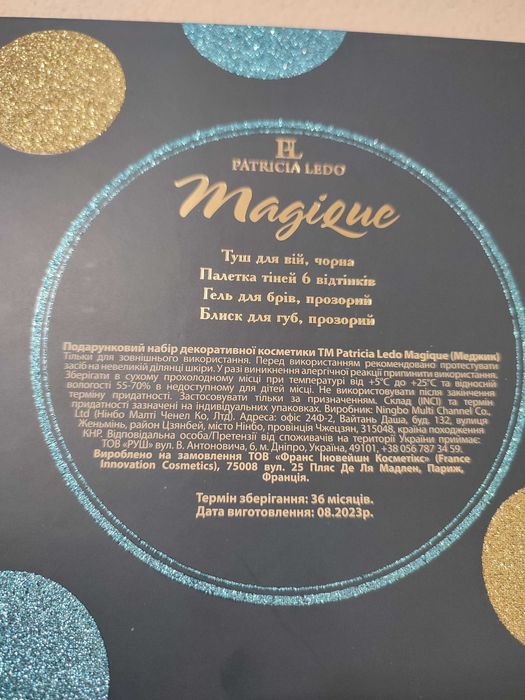 PL
PATRICIA LEDO
Magique
Туш для вій, чорна
Палетка тіней 6 відтінків
Гель для брів, прозорий
Блиск для губ, прозорий
Подарунковий набір декоративної косметики ТМ Patricia Ledo Magique (Меджик)
Тільки для зовнішнього використання. Перед використанням рекомендовано протестувати
засіб на невеликій ділянці шкіри. У разі виникнення алергічної реакції припинити використання.
Зберігати в сухому прохолодному місці при температурі від +5°С до +25°С та відносній
вологості 55-70% в недоступному для дітей місці. Не використовувати після закінчення
терміну придатності. Застосовувати тільки за призначенням. Склад (INCI) та термін
придатності зазначені на індивідуальних упаковках. Виробник: Ningbo Multi Channel Co.,
Ltd (Нінбо Малті Ченел Ко, Лтд). Адреса: офіс 240-2, Вайтань Даша, буд. 132, вулиця
Женьмінь, район Цзянбей, місто Нінбо, провінція Чжецзян, 315048, країна походження
КНР. Відповідальна особа/Претензії від споживачів на території України приймає:
ТОВ «РУШ» вул. В. Антоновича, 6, м. Дніпро, Україна, 49101, +38 056 787 34 59.
Вироблено на замовлення ТОВ «Франс Іновейшн Косметікс» (France
Innovation Cosmetics), 75008 вул. 25 Пляс Де Ля Мадлен, Париж,
Франція.
Термін зберігання: 36 місяців.
Дата виготовлення: 08.2023р.